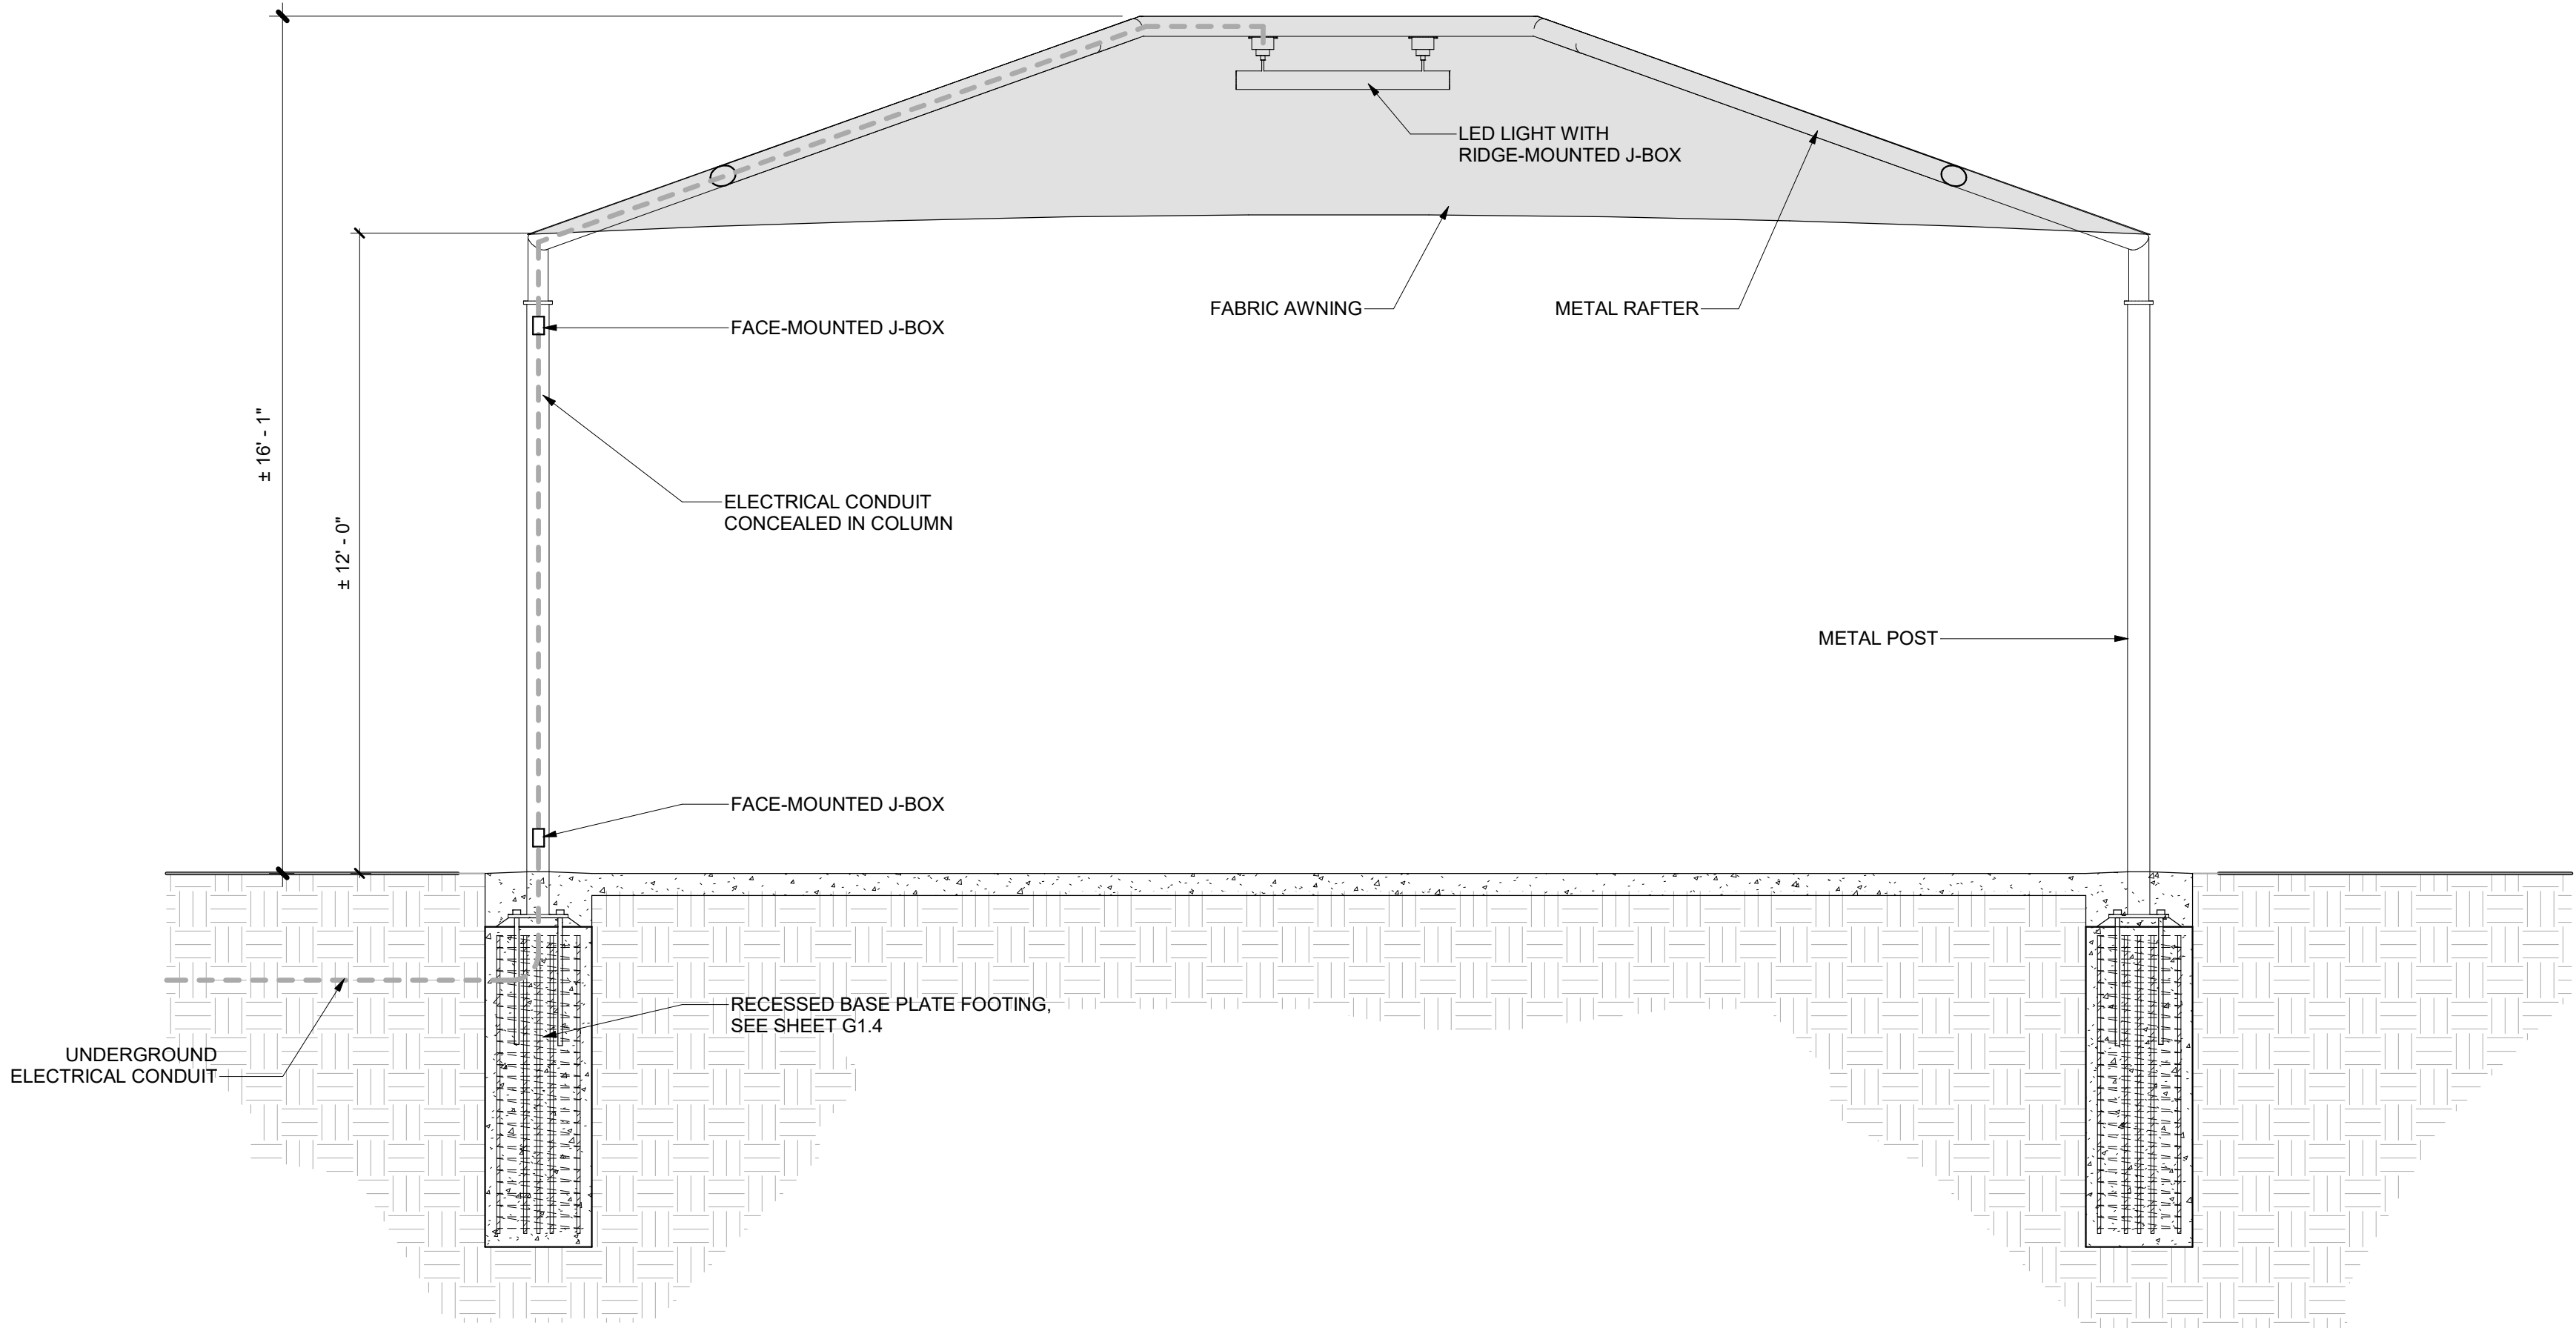 LED LIGHT WITH
RIDGE-MOUNTED J-BOX
FACE-MOUNTED J-BOX
FABRIC AWNING
METAL RAFTER
± 16' - 1"
± 12' - 0"
ELECTRICAL CONDUIT
CONCEALED IN COLUMN
METAL POST
FACE-MOUNTED J-BOX
RECESSED BASE PLATE FOOTING,
SEE SHEET G1.4
UNDERGROUND
ELECTRICAL CONDUIT